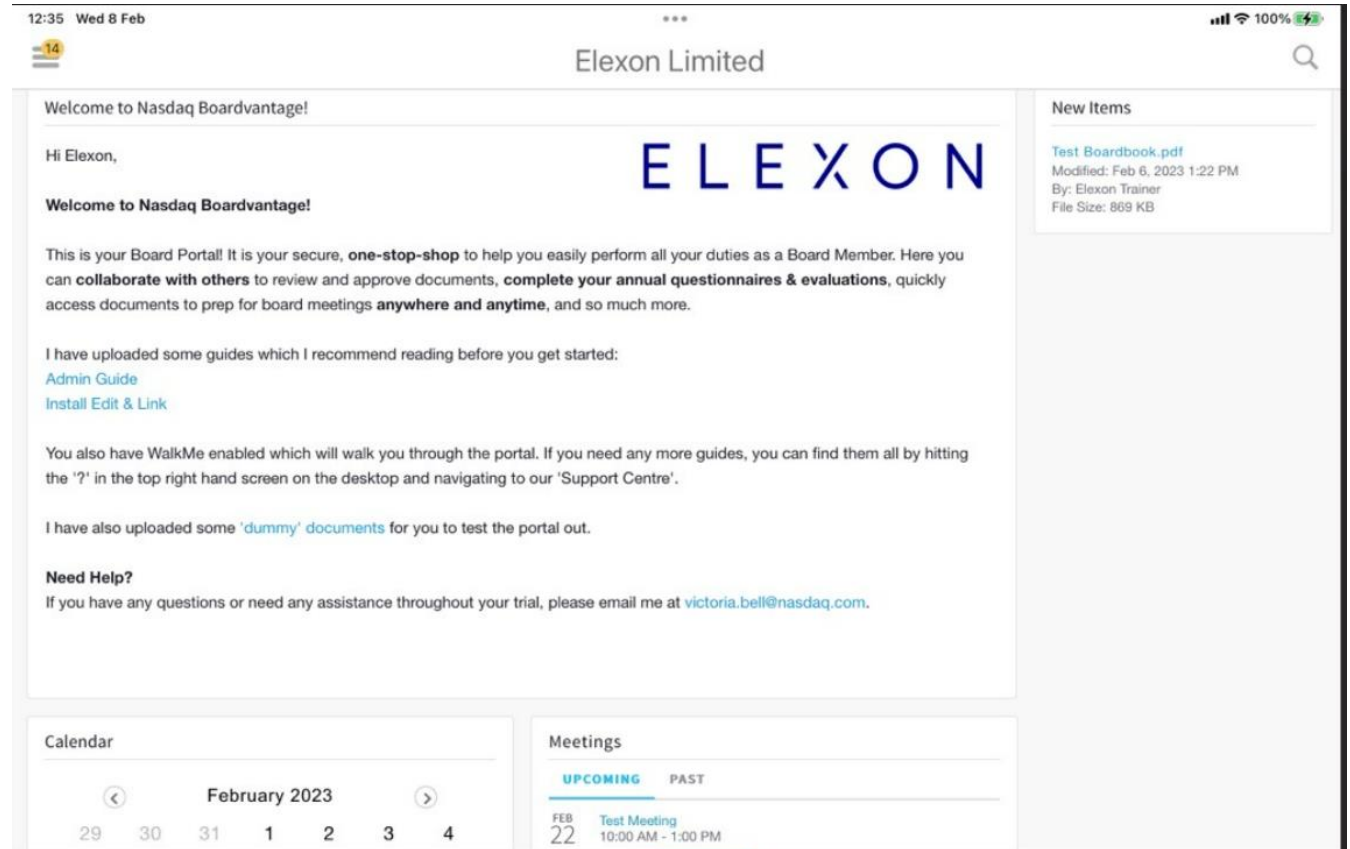 12:35 Wed 8 Feb
100%
14
Elexon Limited
Welcome to Nasdaq Boardvantage!
Hi Elexon,
ELEXON
Welcome to Nasdaq Boardvantage!
This is your Board Portal! It is your secure, one-stop-shop to help you easily perform all your duties as a Board Member. Here you
can collaborate with others to review and approve documents, complete your annual questionnaires & evaluations, quickly
access documents to prep for board meetings anywhere and anytime, and so much more.
I have uploaded some guides which I recommend reading before you get started:
Admin Guide
Install Edit & Link
You also have WalkMe enabled which will walk you through the portal. If you need any more guides, you can find them all by hitting
the '?' in the top right hand screen on the desktop and navigating to our 'Support Centre'.
I have also uploaded some 'dummy' documents for you to test the portal out.
Need Help?
If you have any questions or need any assistance throughout your trial, please email me at victoria.bell@nasdaq.com.
New Items
Test Boardbook.pdf
Modified: Feb 6, 2023 1:22 PM
By: Elexon Trainer
File Size: 869 KB
Calendar
February 2023
29 30 31 1 2 3 4
Meetings
UPCOMING PAST
FEB
22
Test Meeting
10:00 AM - 1:00 PM